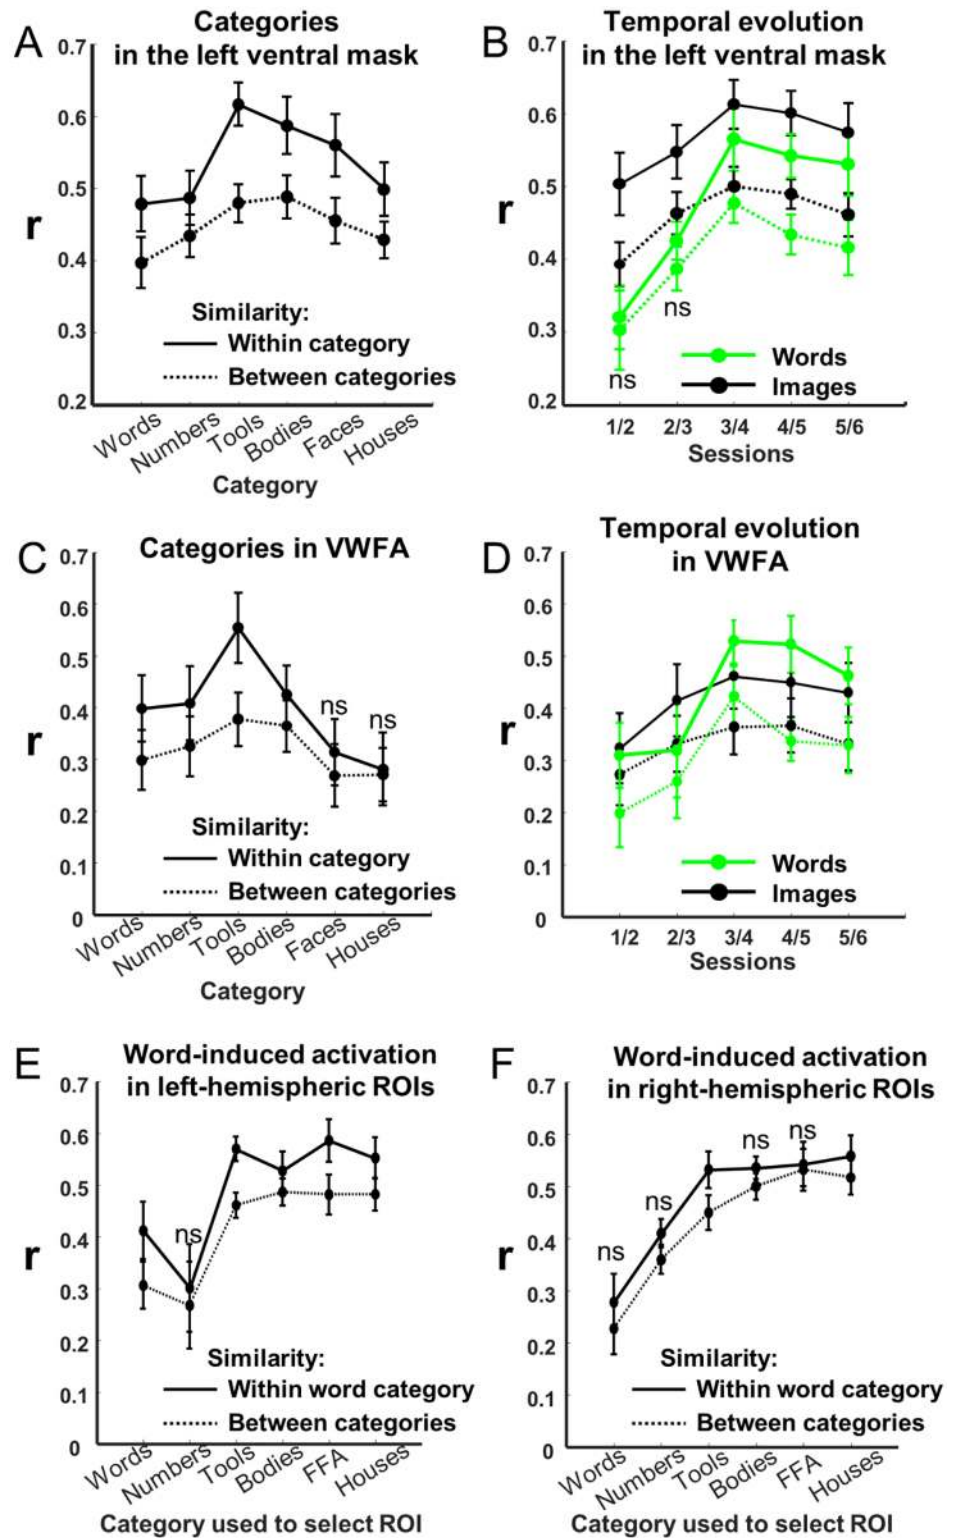 A
Categories
in the left ventral mask
0.7
0.6
0.5
r
0.4
0.3
0.2
Similarity:
Within category
Between categories
Words
Numbers
Tools
Bodies
Faces
Houses
Category
B
Temporal evolution
in the left ventral mask
0.7
0.6
0.5
r
0.4
0.3
0.2
ns
ns
Words
Images
1/2 2/3 3/4 4/5 5/6
Sessions
C
Categories in VWFA
0.7
0.6
0.5
0.4
r
0.3
0.2
0.1
0
ns
ns
Similarity:
Within category
Between categories
Words
Numbers
Tools
Bodies
Faces
Houses
Category
D
Temporal evolution
in VWFA
0.7
0.6
0.5
0.4
r
0.3
0.2
0.1
0
Words
Images
1/2 2/3 3/4 4/5 5/6
Sessions
E
Word-induced activation
in left-hemispheric ROIs
0.7
0.6
0.5
0.4
r
0.3
0.2
0.1
0
ns
Similarity:
Within word category
Between categories
Words
Numbers
Tools
Bodies
FFA
Houses
Category used to select ROI
F
Word-induced activation
in right-hemispheric ROIs
0.7
0.6
0.5
0.4
r
0.3
0.2
0.1
0
ns
ns
ns
ns
Similarity:
Within word category
Between categories
Words
Numbers
Tools
Bodies
FFA
Houses
Category used to select ROI